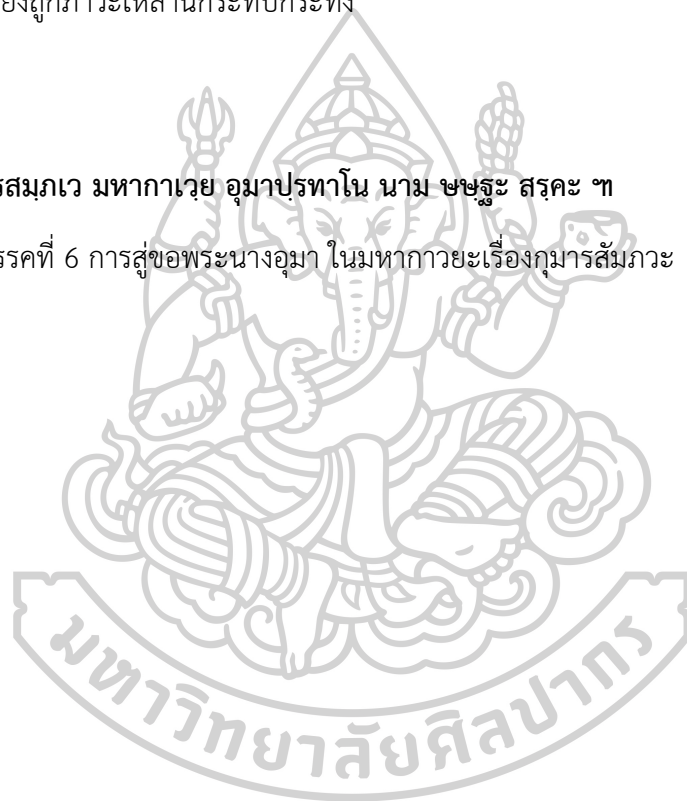 ยังถูกภาวะเหล่านี้กระทบกระทั่ง
รสมฺภเว มหากาเวฺย อุมาปฺรทาโน นาม ษษฺฐะ สรฺคะ ฯ
รรคที่ 6 การสู่ขอพระนางอุมา ในมหากาวยะเรื่องกุมารสัมภวะ
มหาวิทยาลัยศิลปากร